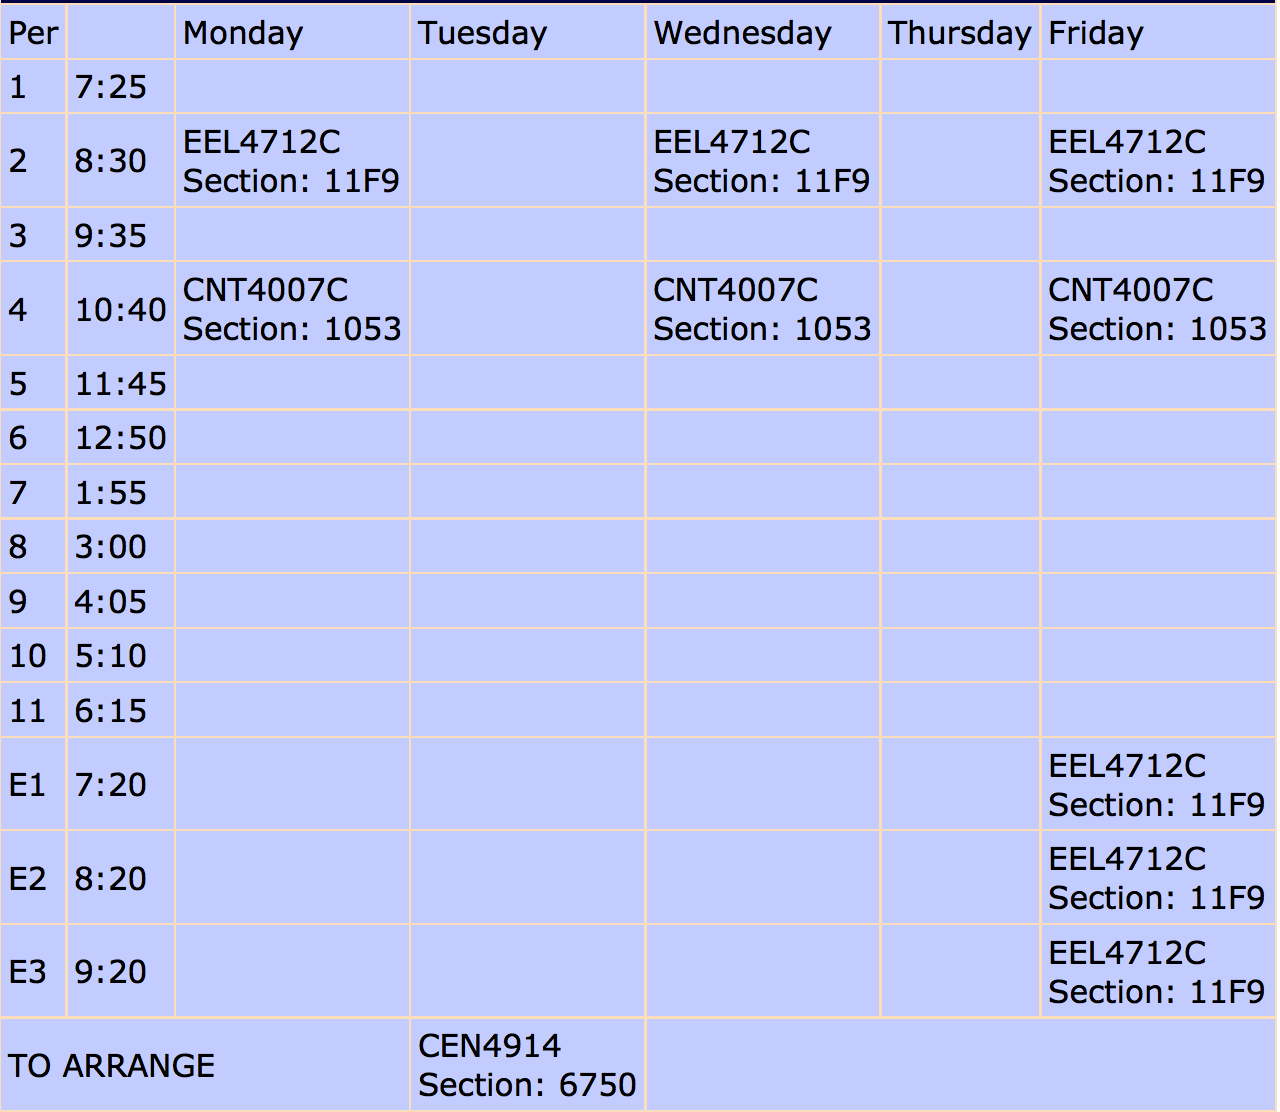 Per Monday Tuesday Wednesday Thursday Friday
1 7:25
2 8:30 EEL4712C EEL4712C EEL4712C
Section: 11F9 Section: 11F9 Section: 11F9
3 9:35
4 10:40 CNT4007C CNT4007C CNT4007C
Section: 1053 Section: 1053 Section: 1053
5 11:45
6 12:50
7 1:55
8 3:00
9 4:05
10 5:10
11 6:15
E1 7:20 EEL4712C
Section: 11F9
E2 8:20 EEL4712C
Section: 11F9
E3 9:20 EEL4712C
Section: 11F9
TO ARRANGE CEN4914
Section: 6750